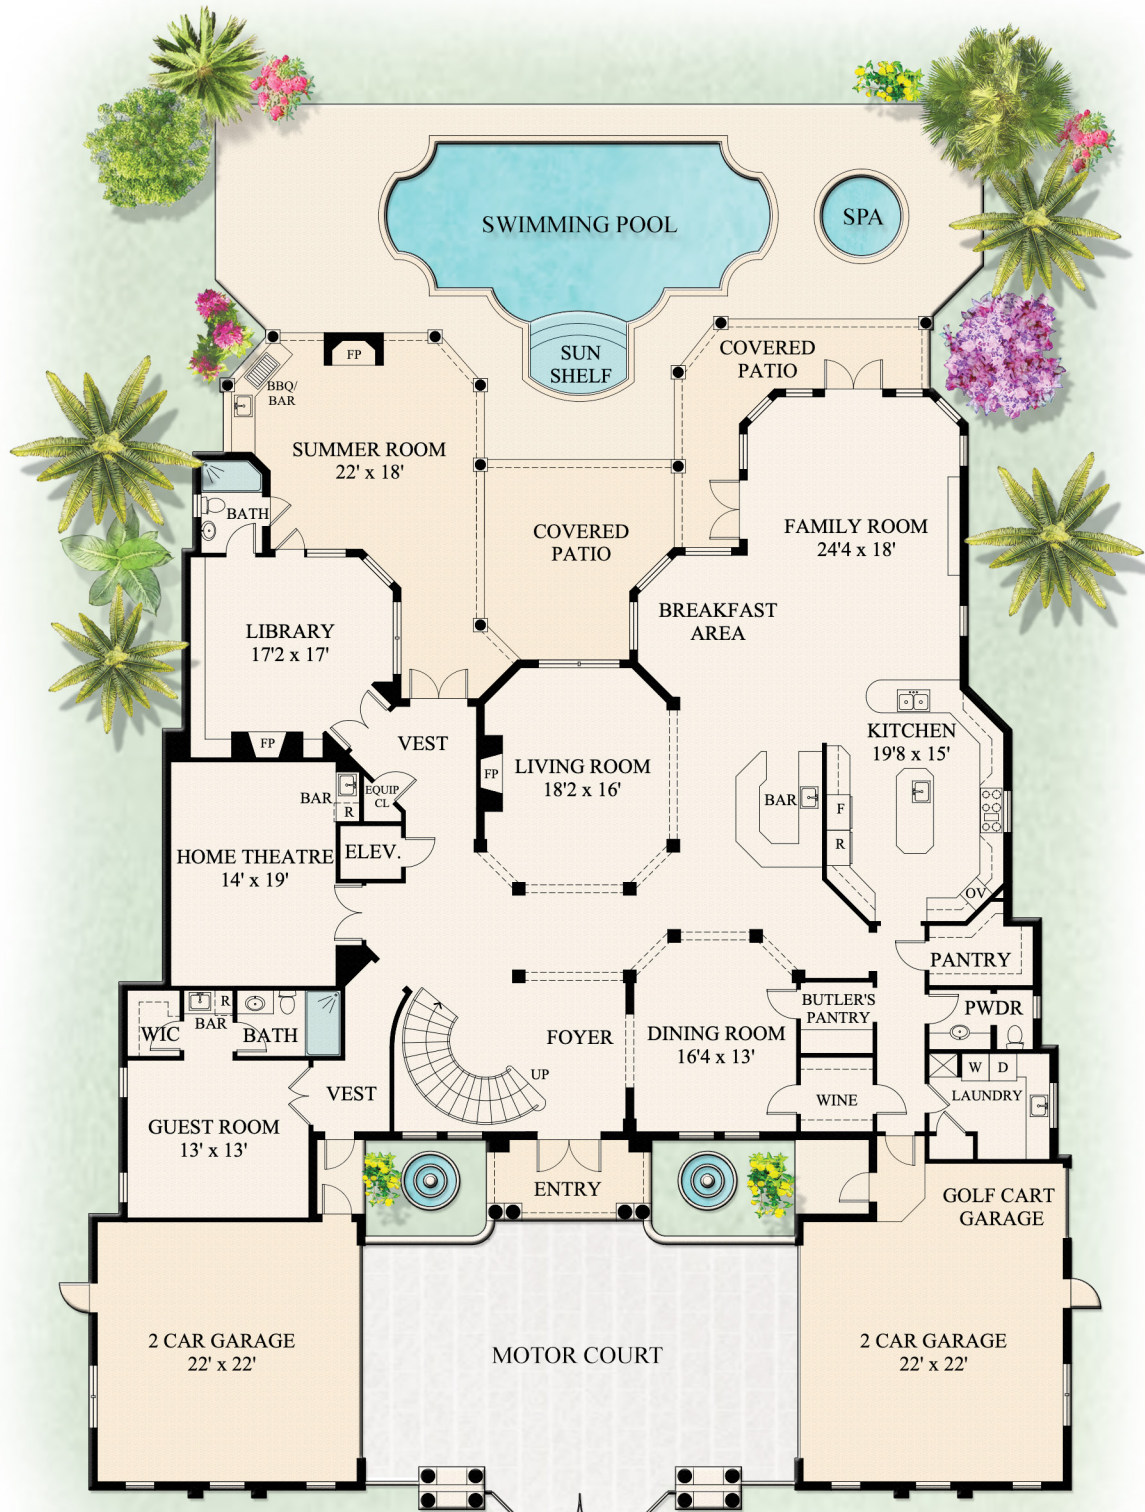 SWIMMING POOL
SPA
SUN
SHELF
COVERED
PATIO
FP
BBQ/
BAR
SUMMER ROOM
22' x 18'
BATH
COVERED
PATIO
FAMILY ROOM
24'4 x 18'
BREAKFAST
AREA
LIBRARY
17'2 x 17'
FP
VEST
KITCHEN
19'8 x 15'
LIVING ROOM
18'2 x 16'
FP
BAR
R
EQUIP
CL
BAR
F
R
ELEV.
HOME THEATRE
14' x 19'
OV
PANTRY
WIC
BAR
R
BATH
BUTLER'S
PANTRY
PWDR
FOYER
DINING ROOM
16'4 x 13'
UP
VEST
WINE
W
D
LAUNDRY
GUEST ROOM
13' x 13'
ENTRY
GOLF CART
GARAGE
2 CAR GARAGE
22' x 22'
MOTOR COURT
2 CAR GARAGE
22' x 22'